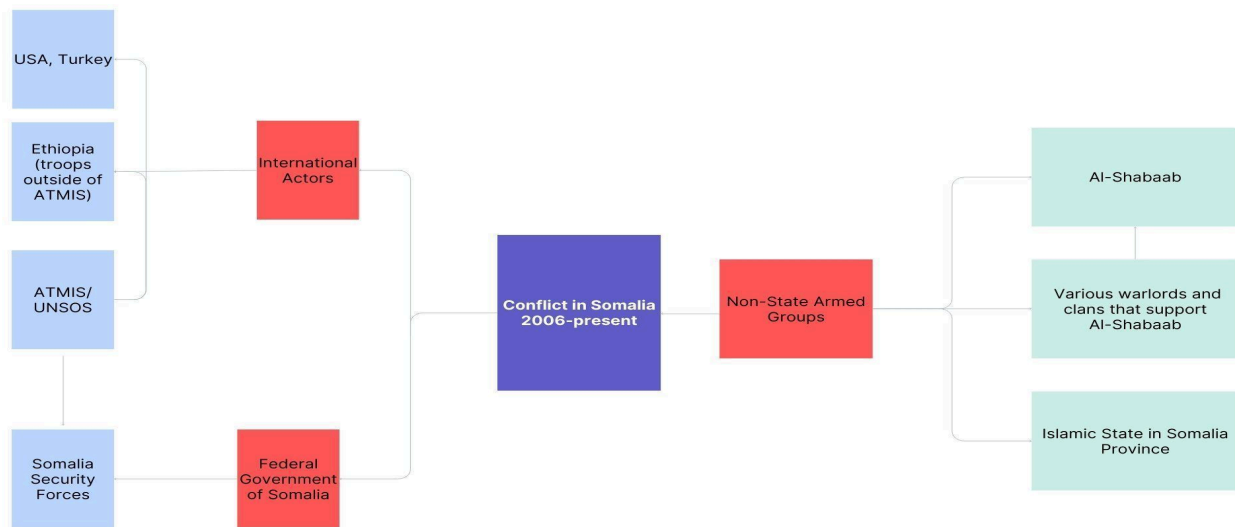 USA, Turkey
Ethiopia
(troops
outside of
ATMIS)
ATMIS/
UNSOS
Somalia
Security
Forces
International
Actors
Federal
Government
of Somalia
Conflict in Somalia
2006-present
Non-State Armed
Groups
Al-Shabaab
Various warlords and
clans that support
Al-Shabaab
Islamic State in Somalia
Province